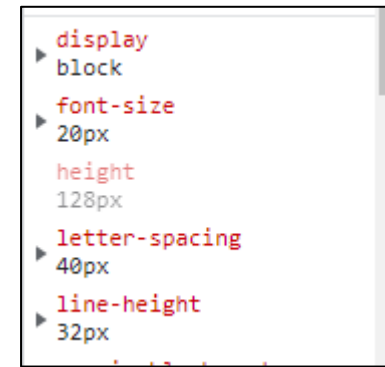 display
block
font-size
20px
height
128px
letter-spacing
40px
line-height
32px